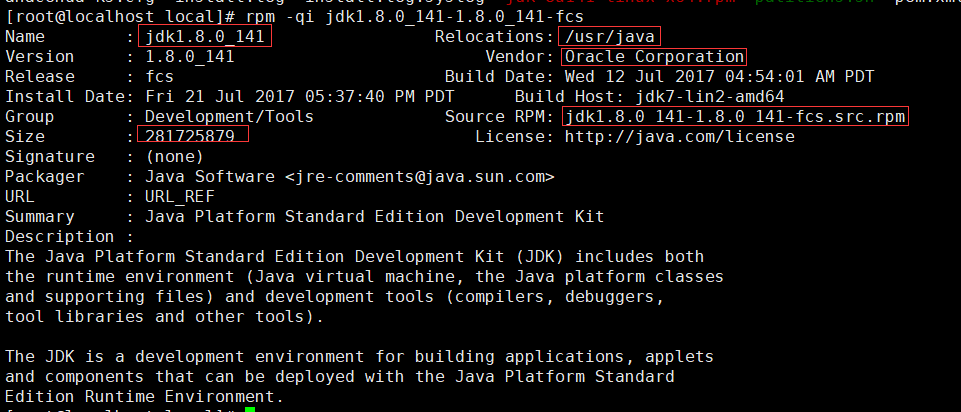 [root@localhost local]# rpm -qi jdk1.8.0_141-1.8.0_141-fcs
Name        : jdk1.8.0_141                 Relocations: /usr/java
Version     : 1.8.0_141                         Vendor: Oracle Corporation
Release     : fcs                           Build Date: Wed 12 Jul 2017 04:54:01 AM PDT
Install Date: Fri 21 Jul 2017 05:37:40 PM PDT      Build Host: jdk7-lin2-amd64
Group       : Development/Tools             Source RPM: jdk1.8.0_141-1.8.0_141-fcs.src.rpm
Size        : 281725879                        License: http://java.com/license
Signature   : (none)
Packager    : Java Software <jre-comments@java.sun.com>
URL         : URL_REF
Summary     : Java Platform Standard Edition Development Kit
Description :
The Java Platform Standard Edition Development Kit (JDK) includes both
the runtime environment (Java virtual machine, the Java platform classes
and supporting files) and development tools (compilers, debuggers,
tool libraries and other tools).
The JDK is a development environment for building applications, applets
and components that can be deployed with the Java Platform Standard
Edition Runtime Environment.